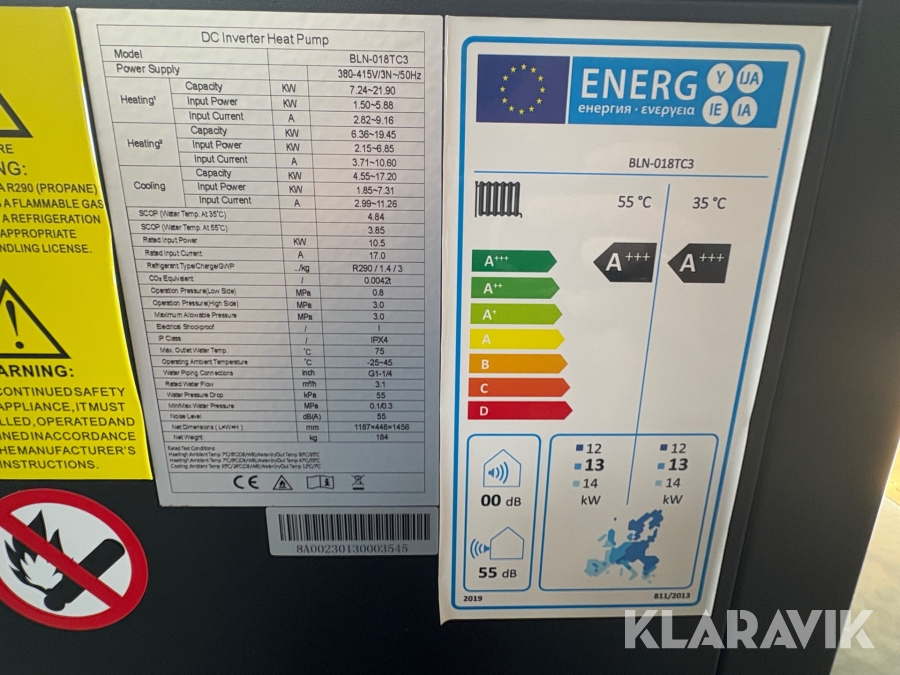 RE
NG:
A R290 (PROPANE)
A FLAMMABLE GAS
A REFRIGERATION
APPROPRIATE
NDLING LICENSE.
ARNING:
CONTINUED SAFETY
APPLIANCE, IT MUST
LLED, OPERATED AND
NED IN ACCORDANCE
HE MANUFACTURER'S
INSTRUCTIONS.
DC Inverter Heat Pump
Model BLN-018TC3
Power Supply 380-415V/3N~/50Hz
Heating¹ Capacity KW 7.24~21.90
Input Power KW 1.50~5.88
Input Current A 2.82~9.16
Heating² Capacity KW 6.36~19.45
Input Power KW 2.15~6.85
Input Current A 3.71~10.60
Cooling Capacity KW 4.55~17.20
Input Power KW 1.85~7.31
Input Current A 2.99~11.26
SCOP (Water Temp. At 35°C) 4.84
SCOP (Water Temp. At 55°C) 3.85
Rated Input Power KW 10.5
Rated Input Current A 17.0
Refrigerant Type/Charge/GWP --/kg R290 / 1.4 / 3
CO₂ Equivalent / 0.0042t
Operation Pressure(Low Side) MPa 0.8
Operation Pressure(High Side) MPa 3.0
Maximum Allowable Pressure MPa 3.0
Electrical Shockproof / I
IP Class / IPX4
Max. Outlet Water Temp. °C 75
Operating Ambient Temperature °C -25~45
Water Piping Connections inch G1-1/4
Rated Water Flow m³/h 3.1
Water Pressure Drop kPa 55
Min/Max Water Pressure MPa 0.1/0.3
Noise Level dB(A) 55
Net Dimensions (L×W×H) mm 1187×448×1456
Net Weight kg 184
Rated Test Conditions:
CE
8A00230130003545
ENERG Y IJA
енергия · ενεργεια IE IA
BLN-018TC3
55 °C 35 °C
A+++ A+++ A+++
A++
A+
A
B
C
D
12 12
13 13
14 14
kW kW
00 dB
55 dB
2019 811/2013
KLARAVIK